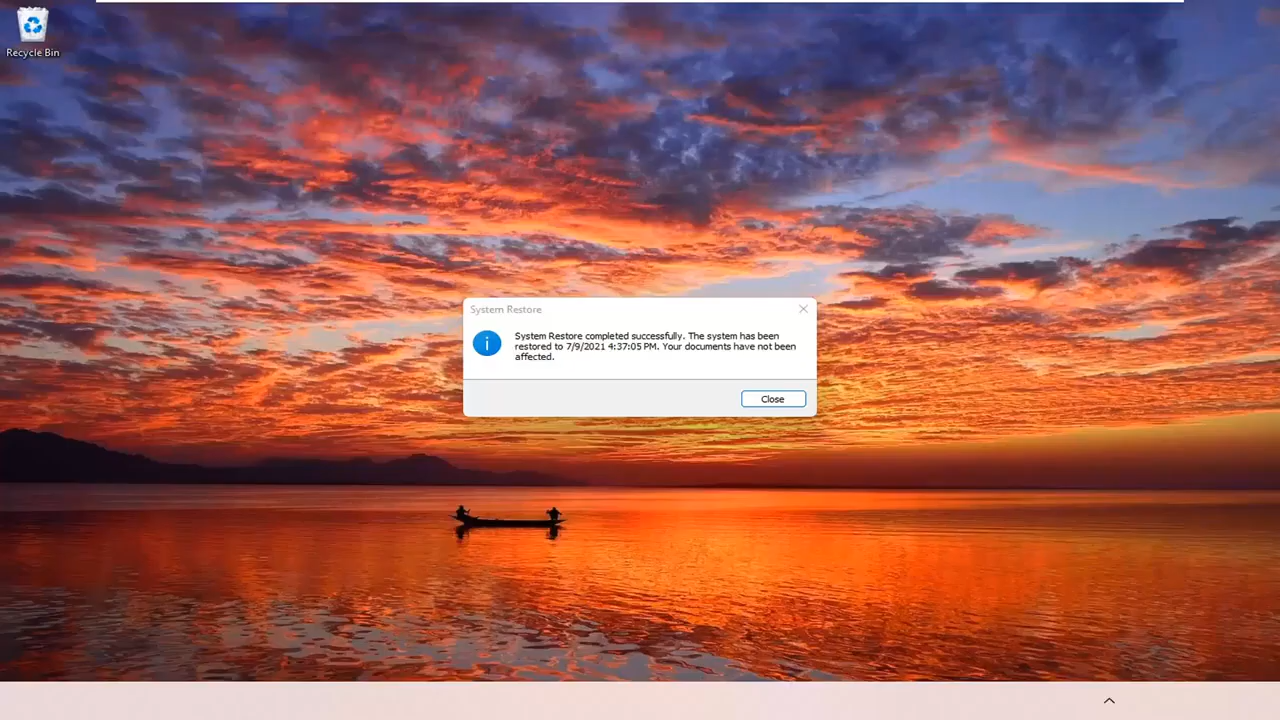 Recycle Bin
System Restore
System Restore completed successfully. The system has been
restored to 7/9/2021 4:37:05 PM. Your documents have not been
affected.
Close